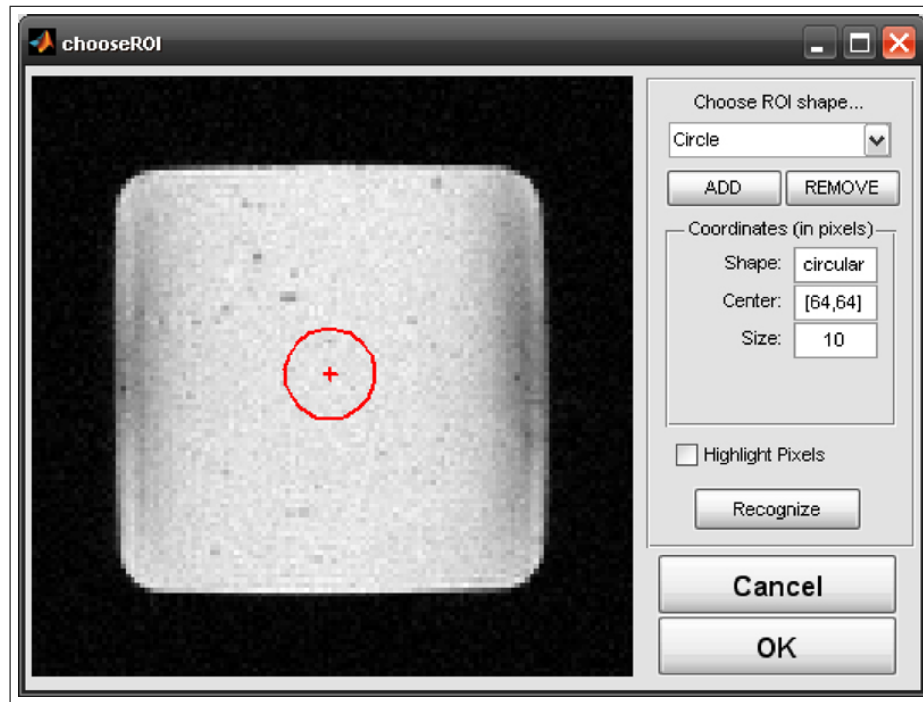 chooseROI
Choose ROI shape...
Circle
ADD REMOVE
Coordinates (in pixels)
Shape: circular
Center: [64,64]
Size: 10
Highlight Pixels
Recognize
Cancel
OK